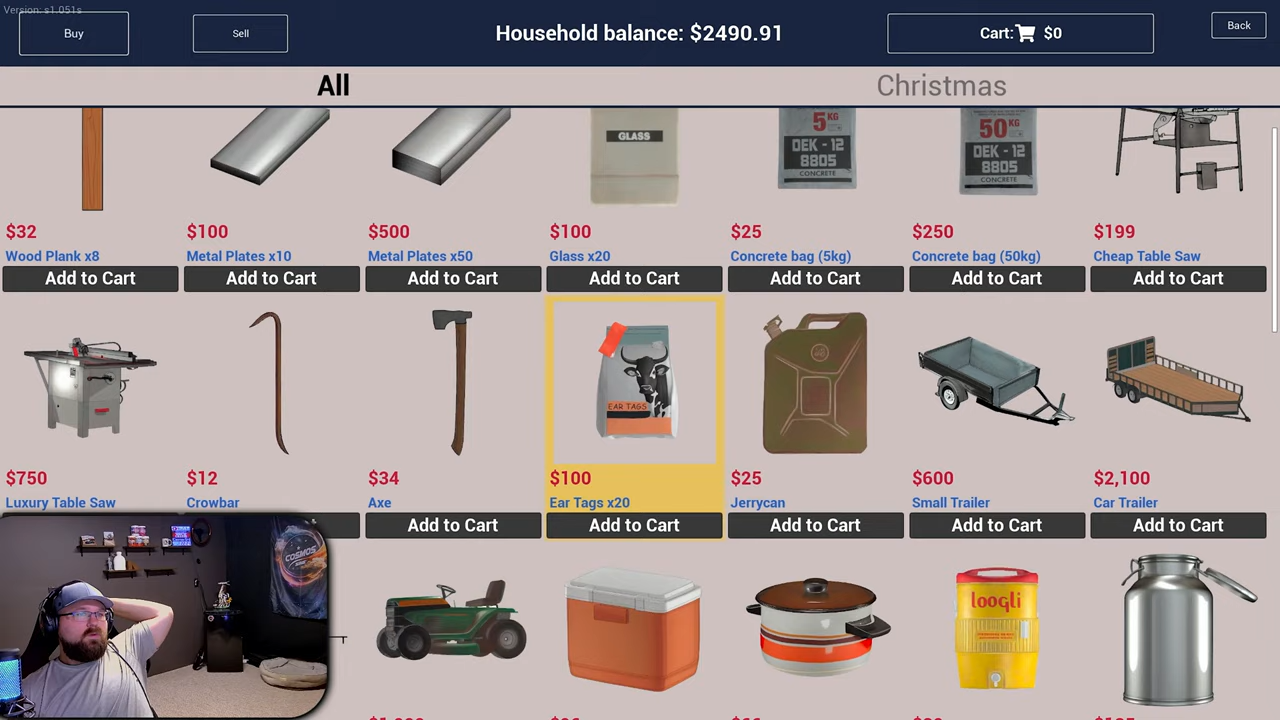 Version: s1.051s
Buy
Sell
Household balance: $2490.91
Cart: $0
Back
All
Christmas
GLASS
5 KG
DEK - 12
8805
CONCRETE
50 KG
DEK - 12
8805
CONCRETE
$32
$100
$500
$100
$25
$250
$199
Wood Plank x8
Metal Plates x10
Metal Plates x50
Glass x20
Concrete bag (5kg)
Concrete bag (50kg)
Cheap Table Saw
Add to Cart
Add to Cart
Add to Cart
Add to Cart
Add to Cart
Add to Cart
Add to Cart
EAR TAGS
$750
$12
$34
$100
$25
$600
$2,100
Luxury Table Saw
Crowbar
Axe
Ear Tags x20
Jerrycan
Small Trailer
Car Trailer
Add to Cart
Add to Cart
Add to Cart
Add to Cart
Add to Cart
COSMOS
loogli